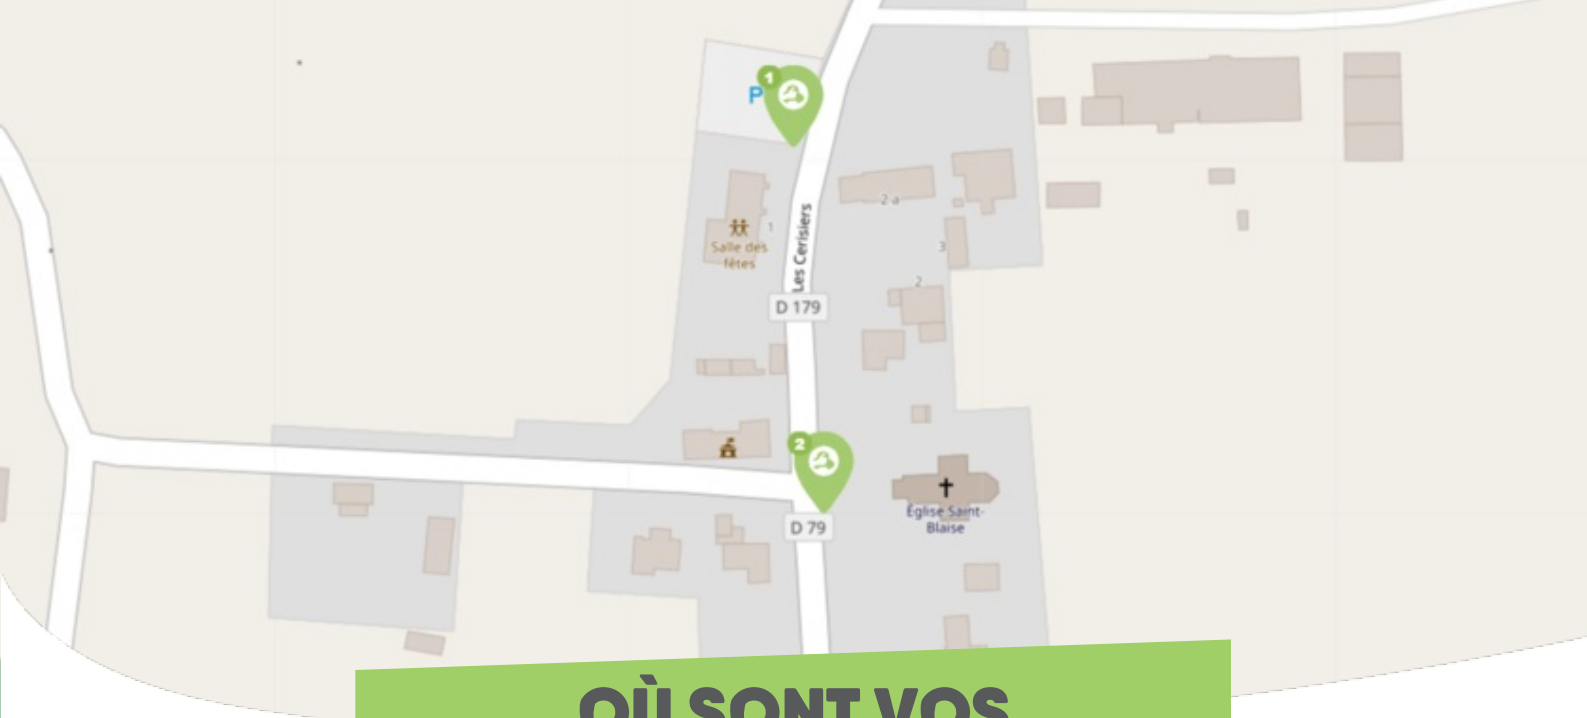 1
P
2 a
1
Salle des
fêtes
Les Cerisiers
3
2
D 179
2
Église Saint-
Blaise
D 79
OÙ SONT VOS